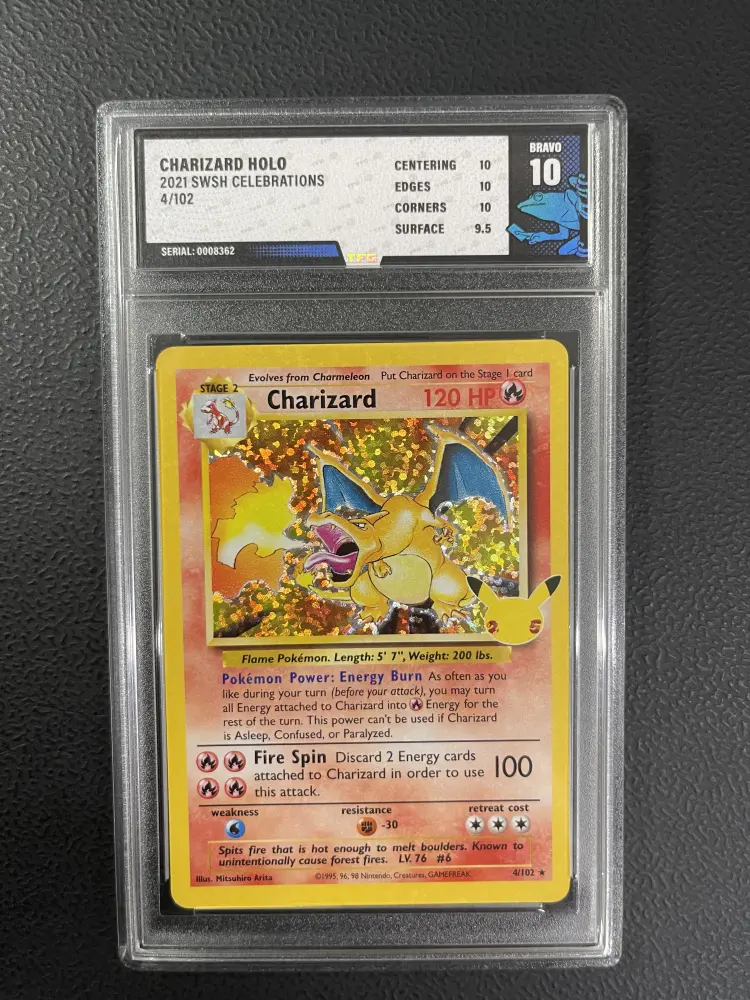 CHARIZARD HOLO
2021 SWSH CELEBRATIONS
4/102
SERIAL: 0008362
CENTERING 10
EDGES 10
CORNERS 10
SURFACE 9.5
BRAVO
10
TFG
Evolves from Charmeleon Put Charizard on the Stage 1 card
STAGE 2
Charizard 120 HP
2 5
Flame Pokémon. Length: 5' 7", Weight: 200 lbs.
Pokémon Power: Energy Burn As often as you
like during your turn (before your attack), you may turn
all Energy attached to Charizard into Energy for the
rest of the turn. This power can't be used if Charizard
is Asleep, Confused, or Paralyzed.
Fire Spin Discard 2 Energy cards
attached to Charizard in order to use 100
this attack.
weakness resistance retreat cost
-30
Spits fire that is hot enough to melt boulders. Known to
unintentionally cause forest fires. LV. 76 #6
Illus. Mitsuhiro Arita ©1995, 96, 98 Nintendo, Creatures, GAMEFREAK. 4/102 ★